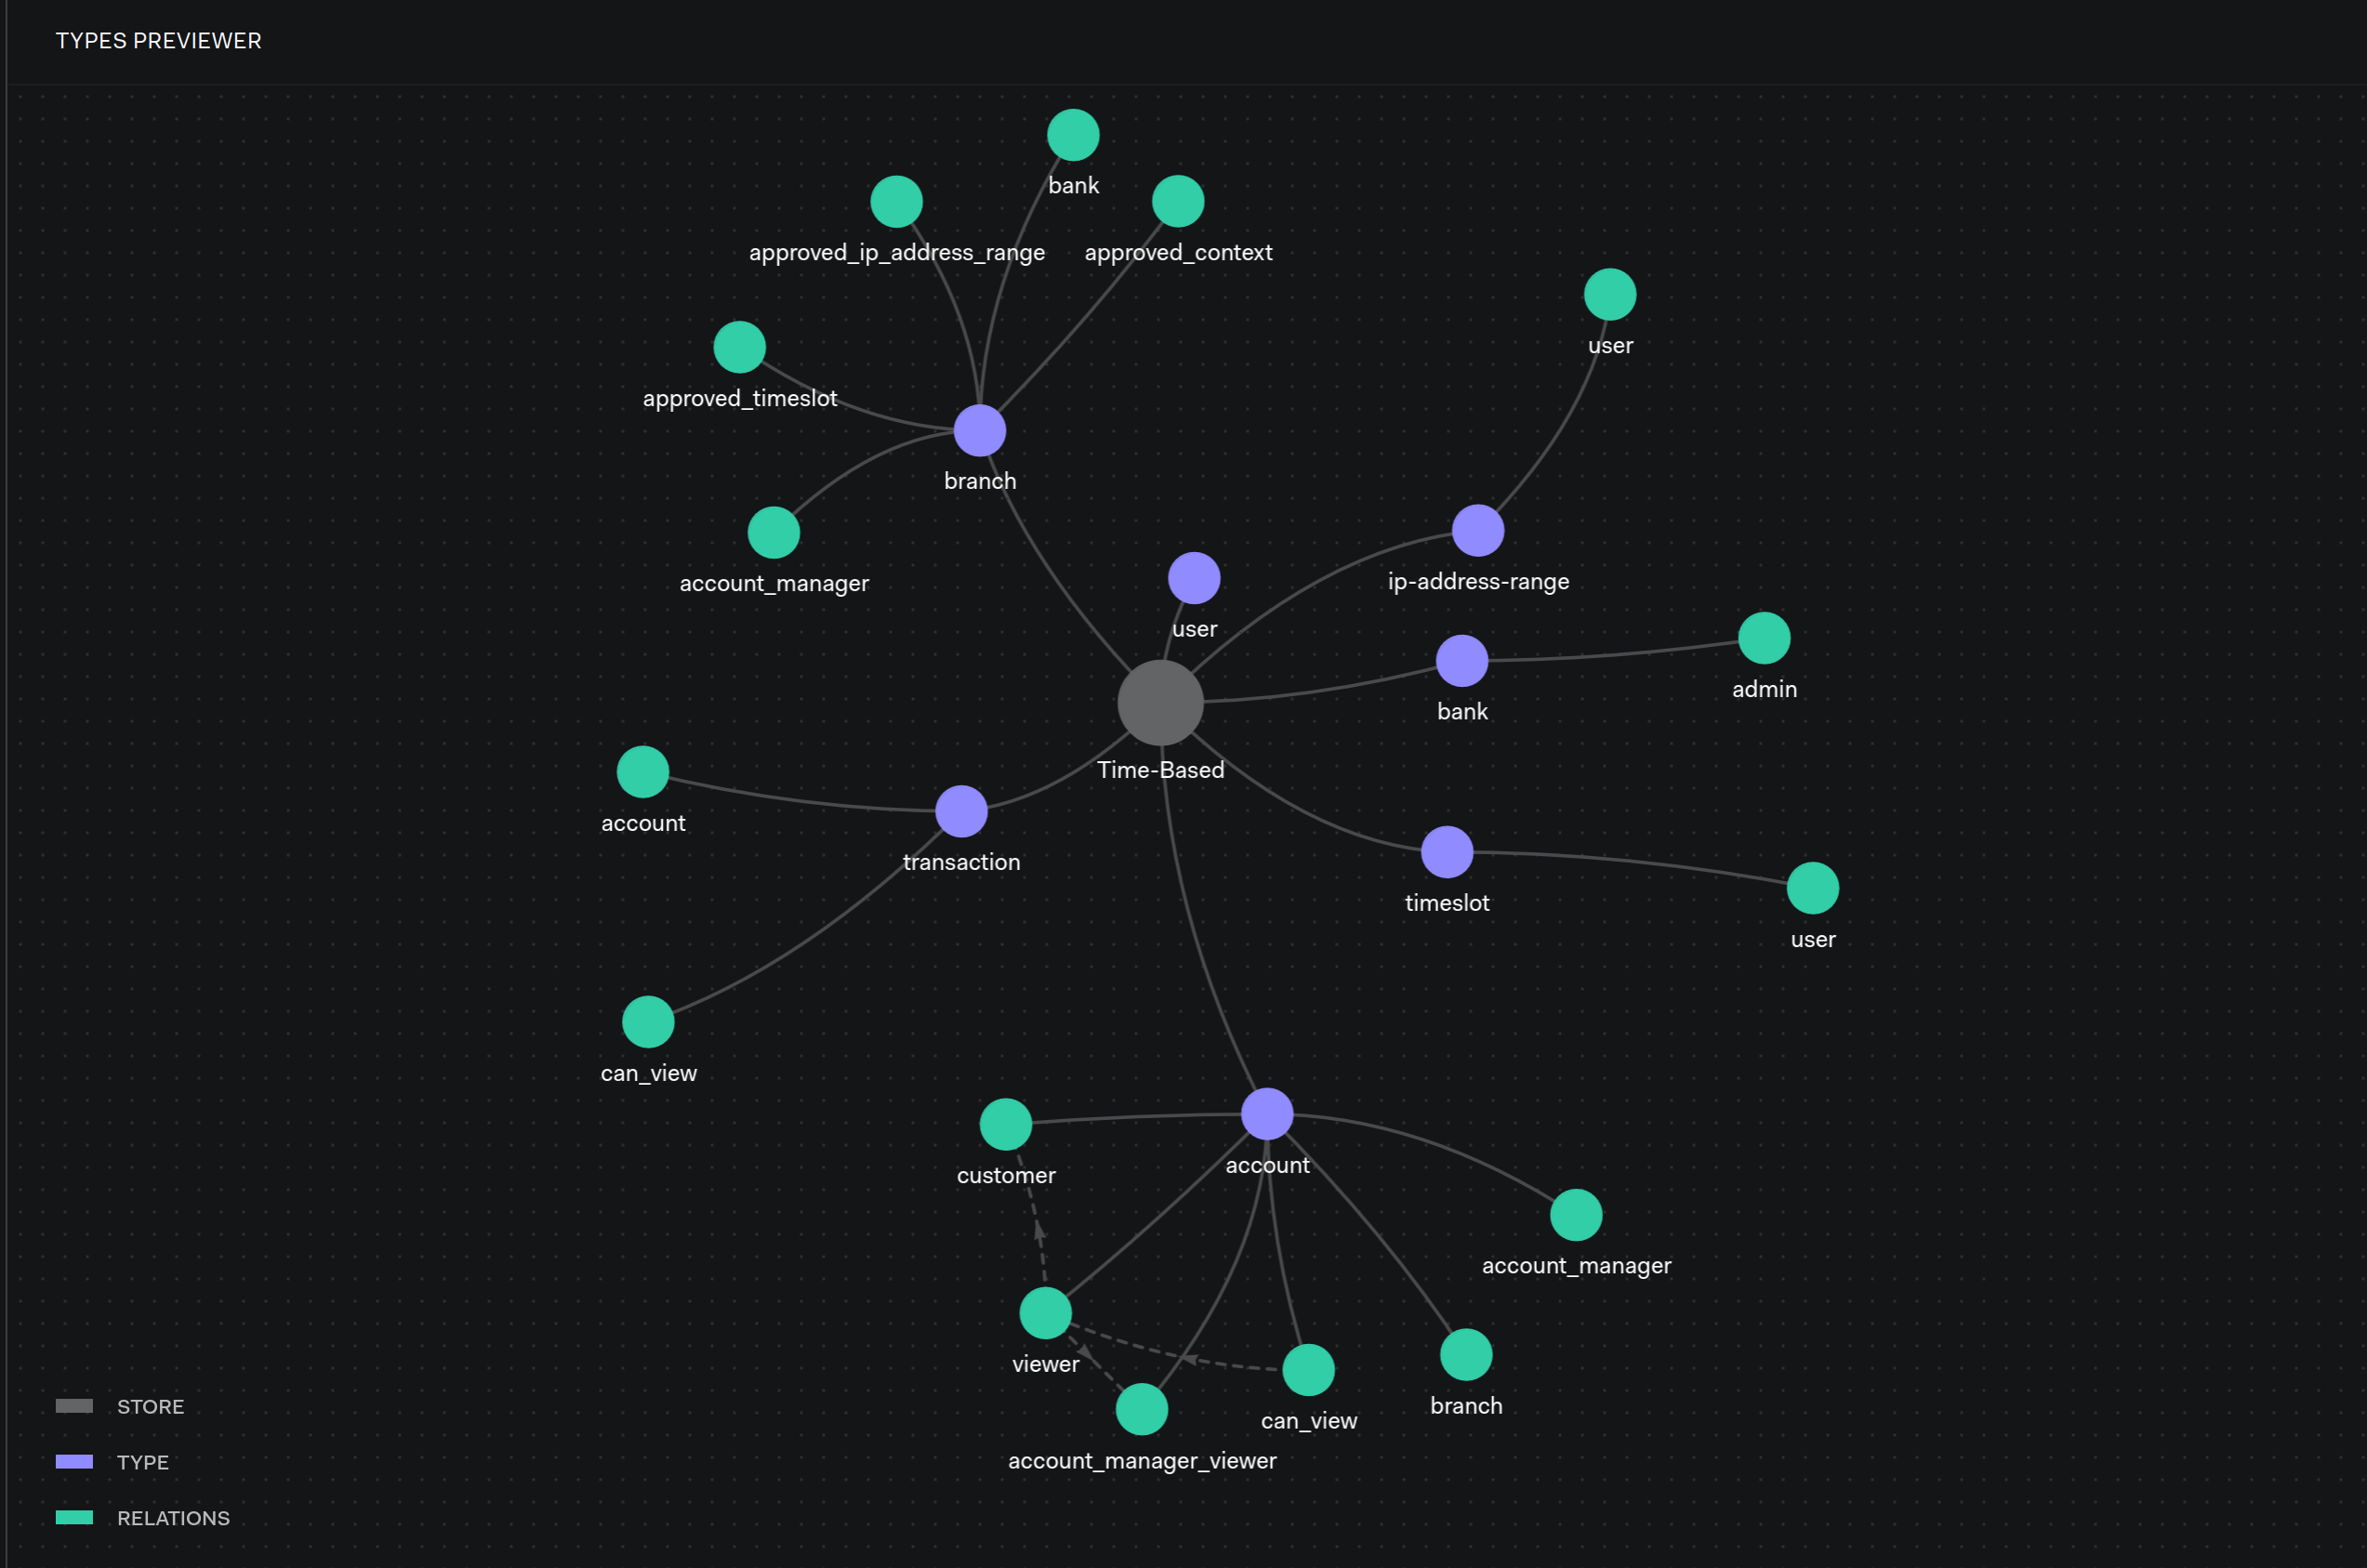 TYPES PREVIEWER
bank
approved_ip_address_range
approved_context
user
approved_timeslot
branch
account_manager
ip-address-range
user
admin
bank
Time-Based
account
transaction
timeslot
user
can_view
account
customer
account_manager
viewer
branch
can_view
account_manager_viewer
STORE
TYPE
RELATIONS